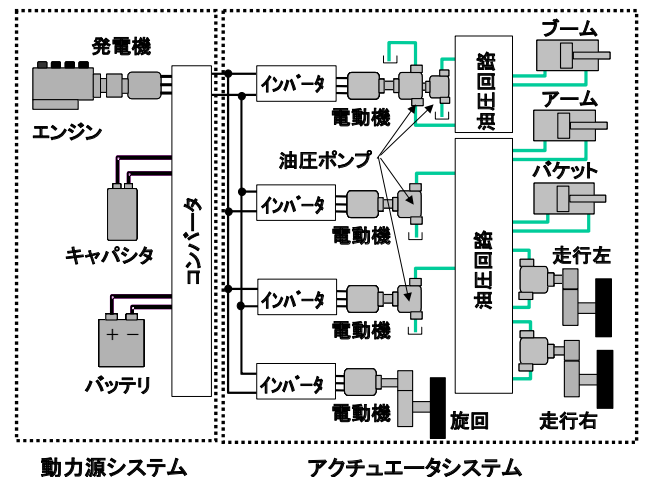 発電機
エンジン
キャパシタ
+ −
バッテリ
コンバータ
動力源システム
インバータ
電動機
油圧ポンプ
インバータ
電動機
インバータ
電動機
インバータ
電動機
旋回
油圧回路
油圧回路
ブーム
アーム
バケット
走行左
走行右
アクチュエータシステム